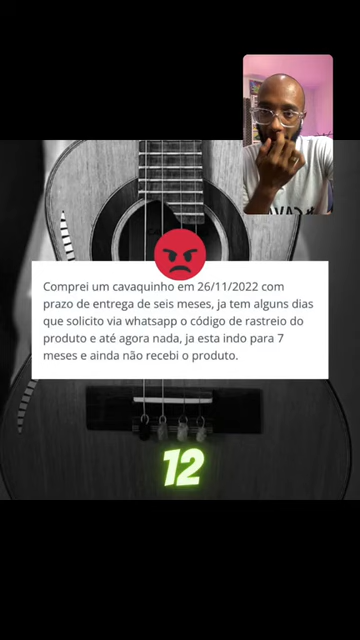 Comprei um cavaquinho em 26/11/2022 com
prazo de entrega de seis meses, ja tem alguns dias
que solicito via whatsapp o código de rastreio do
produto e até agora nada, ja esta indo para 7
meses e ainda não recebi o produto.
12